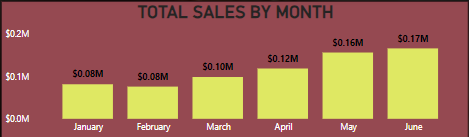 TOTAL SALES BY MONTH
$0.2M
$0.1M
$0.0M
$0.08M
$0.08M
$0.10M
$0.12M
$0.16M
$0.17M
January
February
March
April
May
June